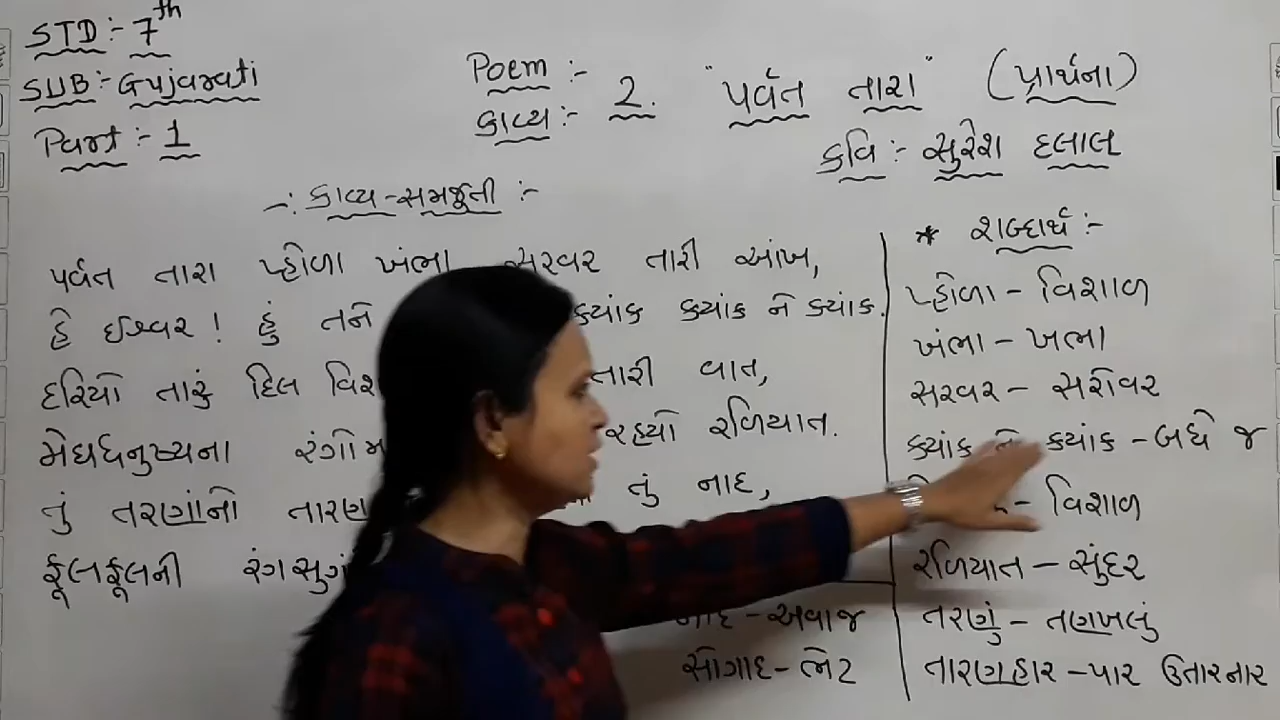 STD :- 7th
SUB :- Gujarati
Part :- 1
Poem :-
કાવ્ય :- 2. "પર્વત તારા" (પ્રાર્થના)
કવિ :- સુરેશ દલાલ
-: કાવ્ય-સમજૂતી :-
પર્વત તારા પ્હોળા ખંભા સરવર તારી આંખ,
હે ઈશ્વર ! હું તને ક્યાંક ક્યાંક ને ક્યાંક.
દરિયો તારું દિલ તારી વાત,
મેઘધનુષ્યના રહ્યો રળિયાત.
તું તરણાંનો તું નાદ,
ફૂલફૂલની
નાદ - અવાજ
સોગાદ - ભેટ
* શબ્દાર્થ :-
પ્હોળા - વિશાળ
ખંભા - ખભા
સરવર - સરોવર
ક્યાંક ને ક્યાંક - બધે જ
- વિશાળ
રળિયાત - સુંદર
તરણું - તણખલું
તારણહાર - પાર ઉતારનાર